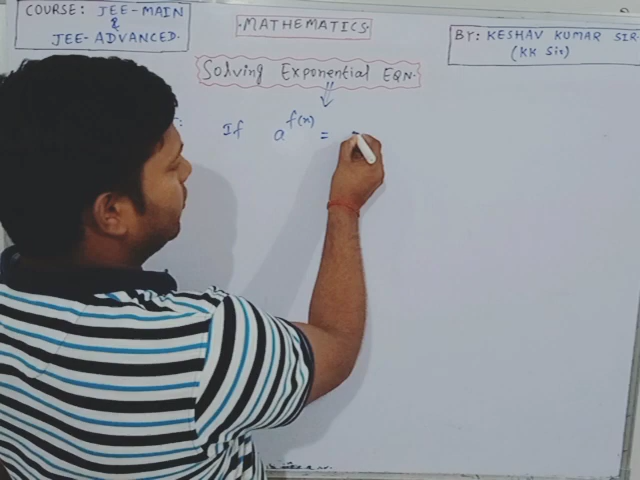 COURSE: JEE-MAIN
&
JEE-ADVANCED.
MATHEMATICS.
BY: KESHAV KUMAR SIR.
(KK Sir)
Solving Exponential EQN.
If a^f(x) =